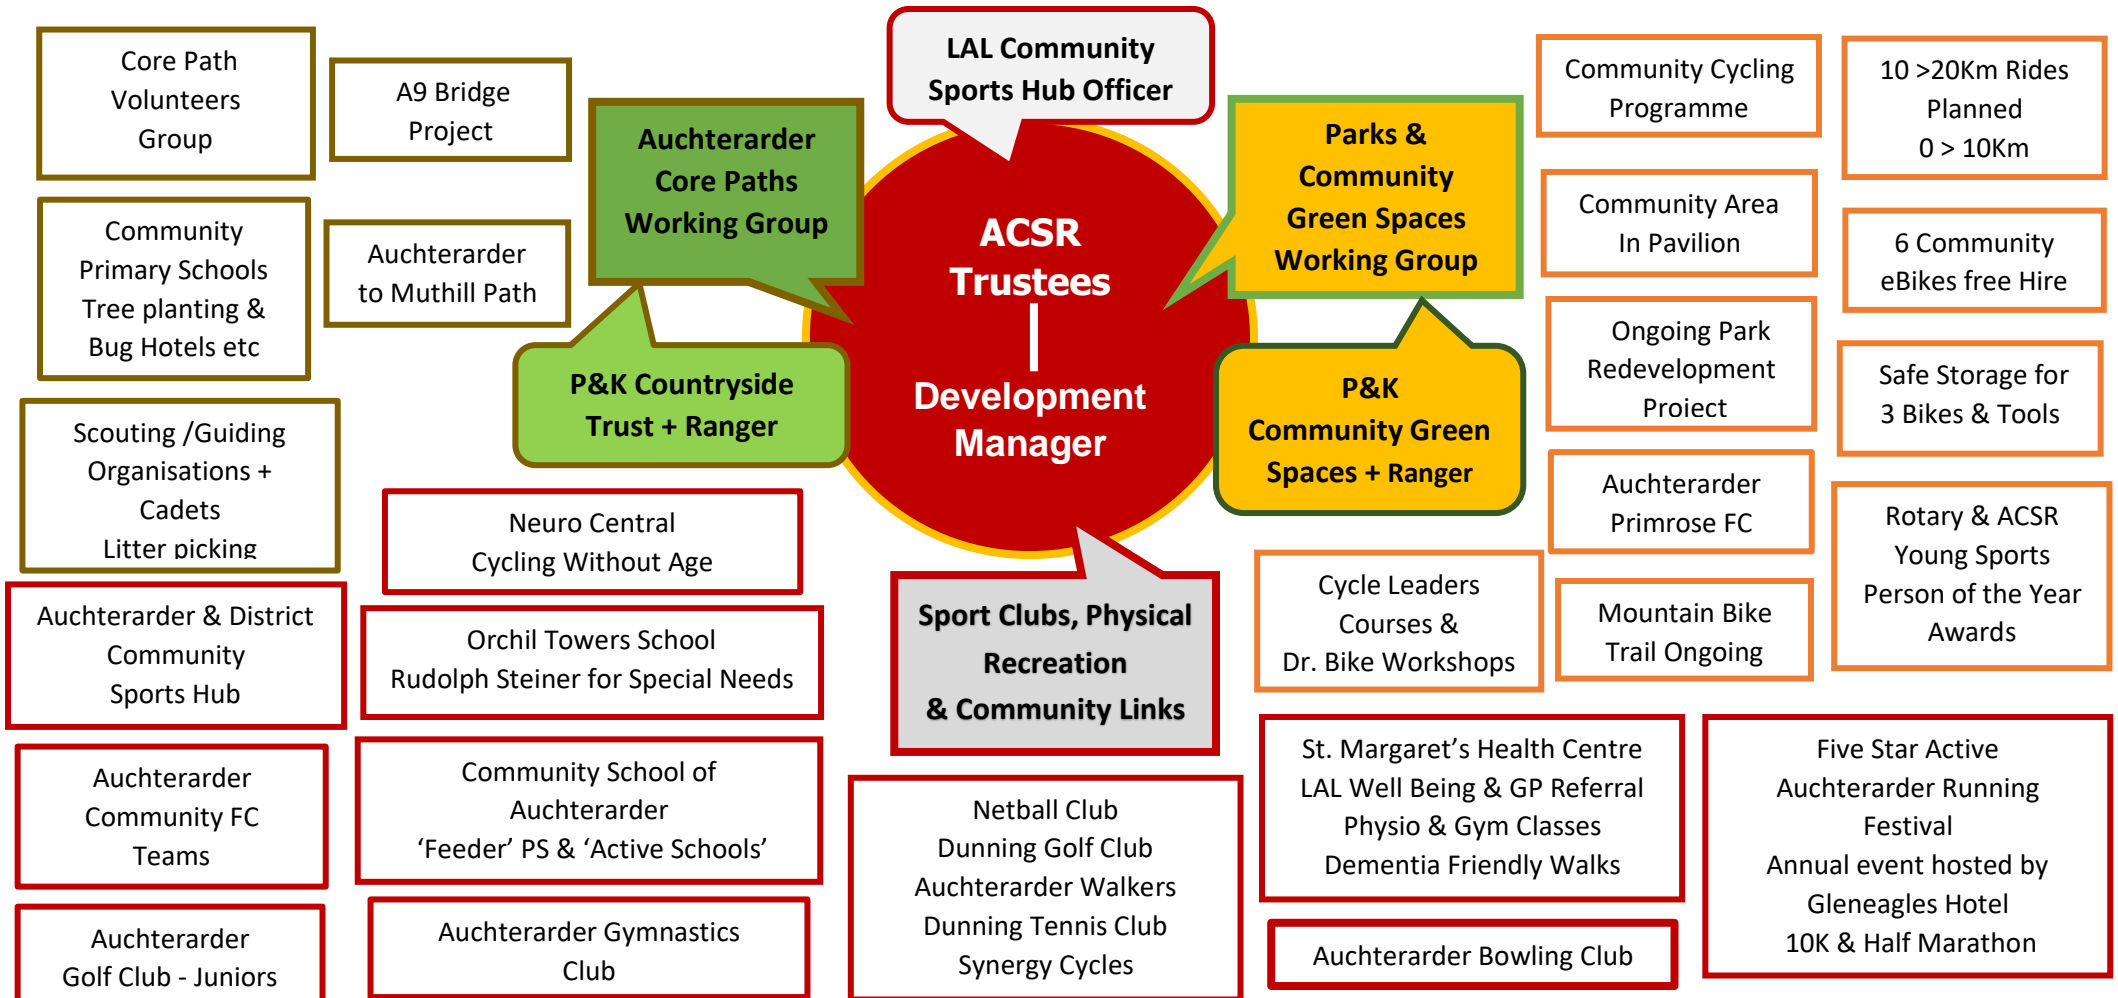 Core Path
Volunteers
Group
A9 Bridge
Project
Community
Primary Schools
Tree planting &
Bug Hotels etc
Auchterarder
to Muthill Path
Scouting /Guiding
Organisations +
Cadets
Litter picking
Auchterarder
Core Paths
Working Group
P&K Countryside
Trust + Ranger
LAL Community
Sports Hub Officer
ACSR
Trustees
Development
Manager
Parks &
Community
Green Spaces
Working Group
P&K
Community Green
Spaces + Ranger
Sport Clubs, Physical
Recreation
& Community Links
Community Cycling
Programme
10 >20Km Rides
Planned
0 > 10Km
Community Area
In Pavilion
6 Community
eBikes free Hire
Ongoing Park
Redevelopment
Project
Safe Storage for
3 Bikes & Tools
Auchterarder
Primrose FC
Rotary & ACSR
Young Sports
Person of the Year
Awards
Cycle Leaders
Courses &
Dr. Bike Workshops
Mountain Bike
Trail Ongoing
Neuro Central
Cycling Without Age
Auchterarder & District
Community
Sports Hub
Orchil Towers School
Rudolph Steiner for Special Needs
Auchterarder
Community FC
Teams
Community School of
Auchterarder
‘Feeder’ PS & ‘Active Schools’
Auchterarder
Golf Club - Juniors
Auchterarder Gymnastics
Club
Netball Club
Dunning Golf Club
Auchterarder Walkers
Dunning Tennis Club
Synergy Cycles
St. Margaret’s Health Centre
LAL Well Being & GP Referral
Physio & Gym Classes
Dementia Friendly Walks
Auchterarder Bowling Club
Five Star Active
Auchterarder Running
Festival
Annual event hosted by
Gleneagles Hotel
10K & Half Marathon